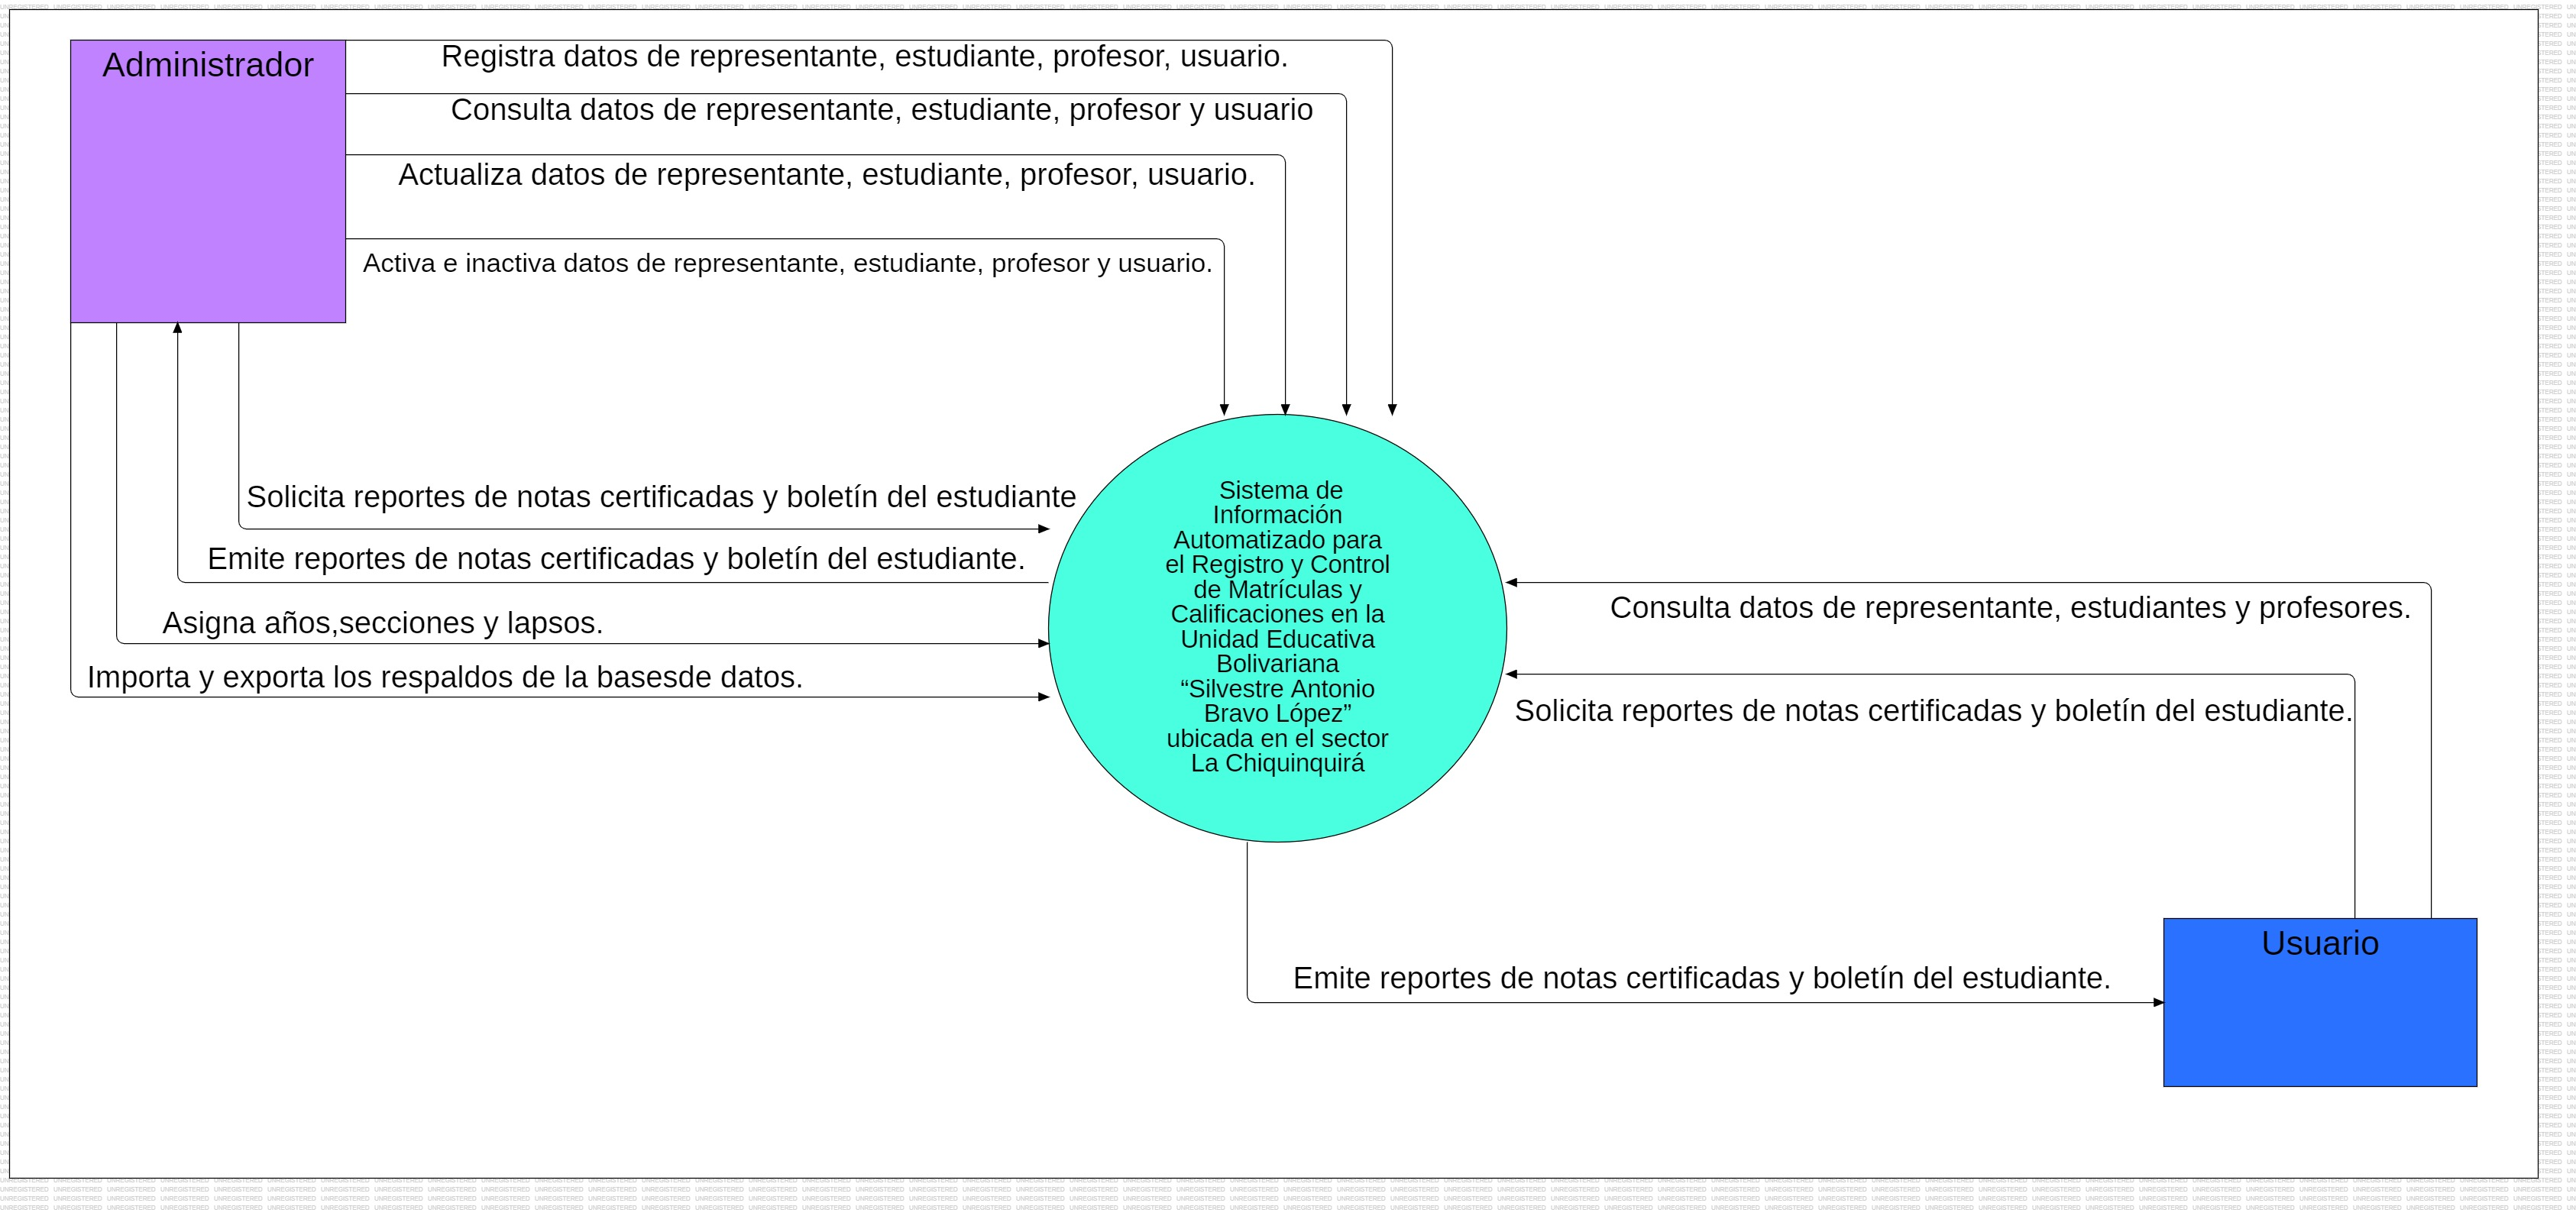 Administrador
Registra datos de representante, estudiante, profesor, usuario.
Consulta datos de representante, estudiante, profesor y usuario
Actualiza datos de representante, estudiante, profesor, usuario.
Activa e inactiva datos de representante, estudiante, profesor y usuario.
Solicita reportes de notas certificadas y boletín del estudiante
Emite reportes de notas certificadas y boletín del estudiante.
Asigna años,secciones y lapsos.
Importa y exporta los respaldos de la basesde datos.
Sistema de
Información
Automatizado para
el Registro y Control
de Matrículas y
Calificaciones en la
Unidad Educativa
Bolivariana
“Silvestre Antonio
Bravo López”
ubicada en el sector
La Chiquinquirá
Consulta datos de representante, estudiantes y profesores.
Solicita reportes de notas certificadas y boletín del estudiante.
Usuario
Emite reportes de notas certificadas y boletín del estudiante.
UNREGISTERED